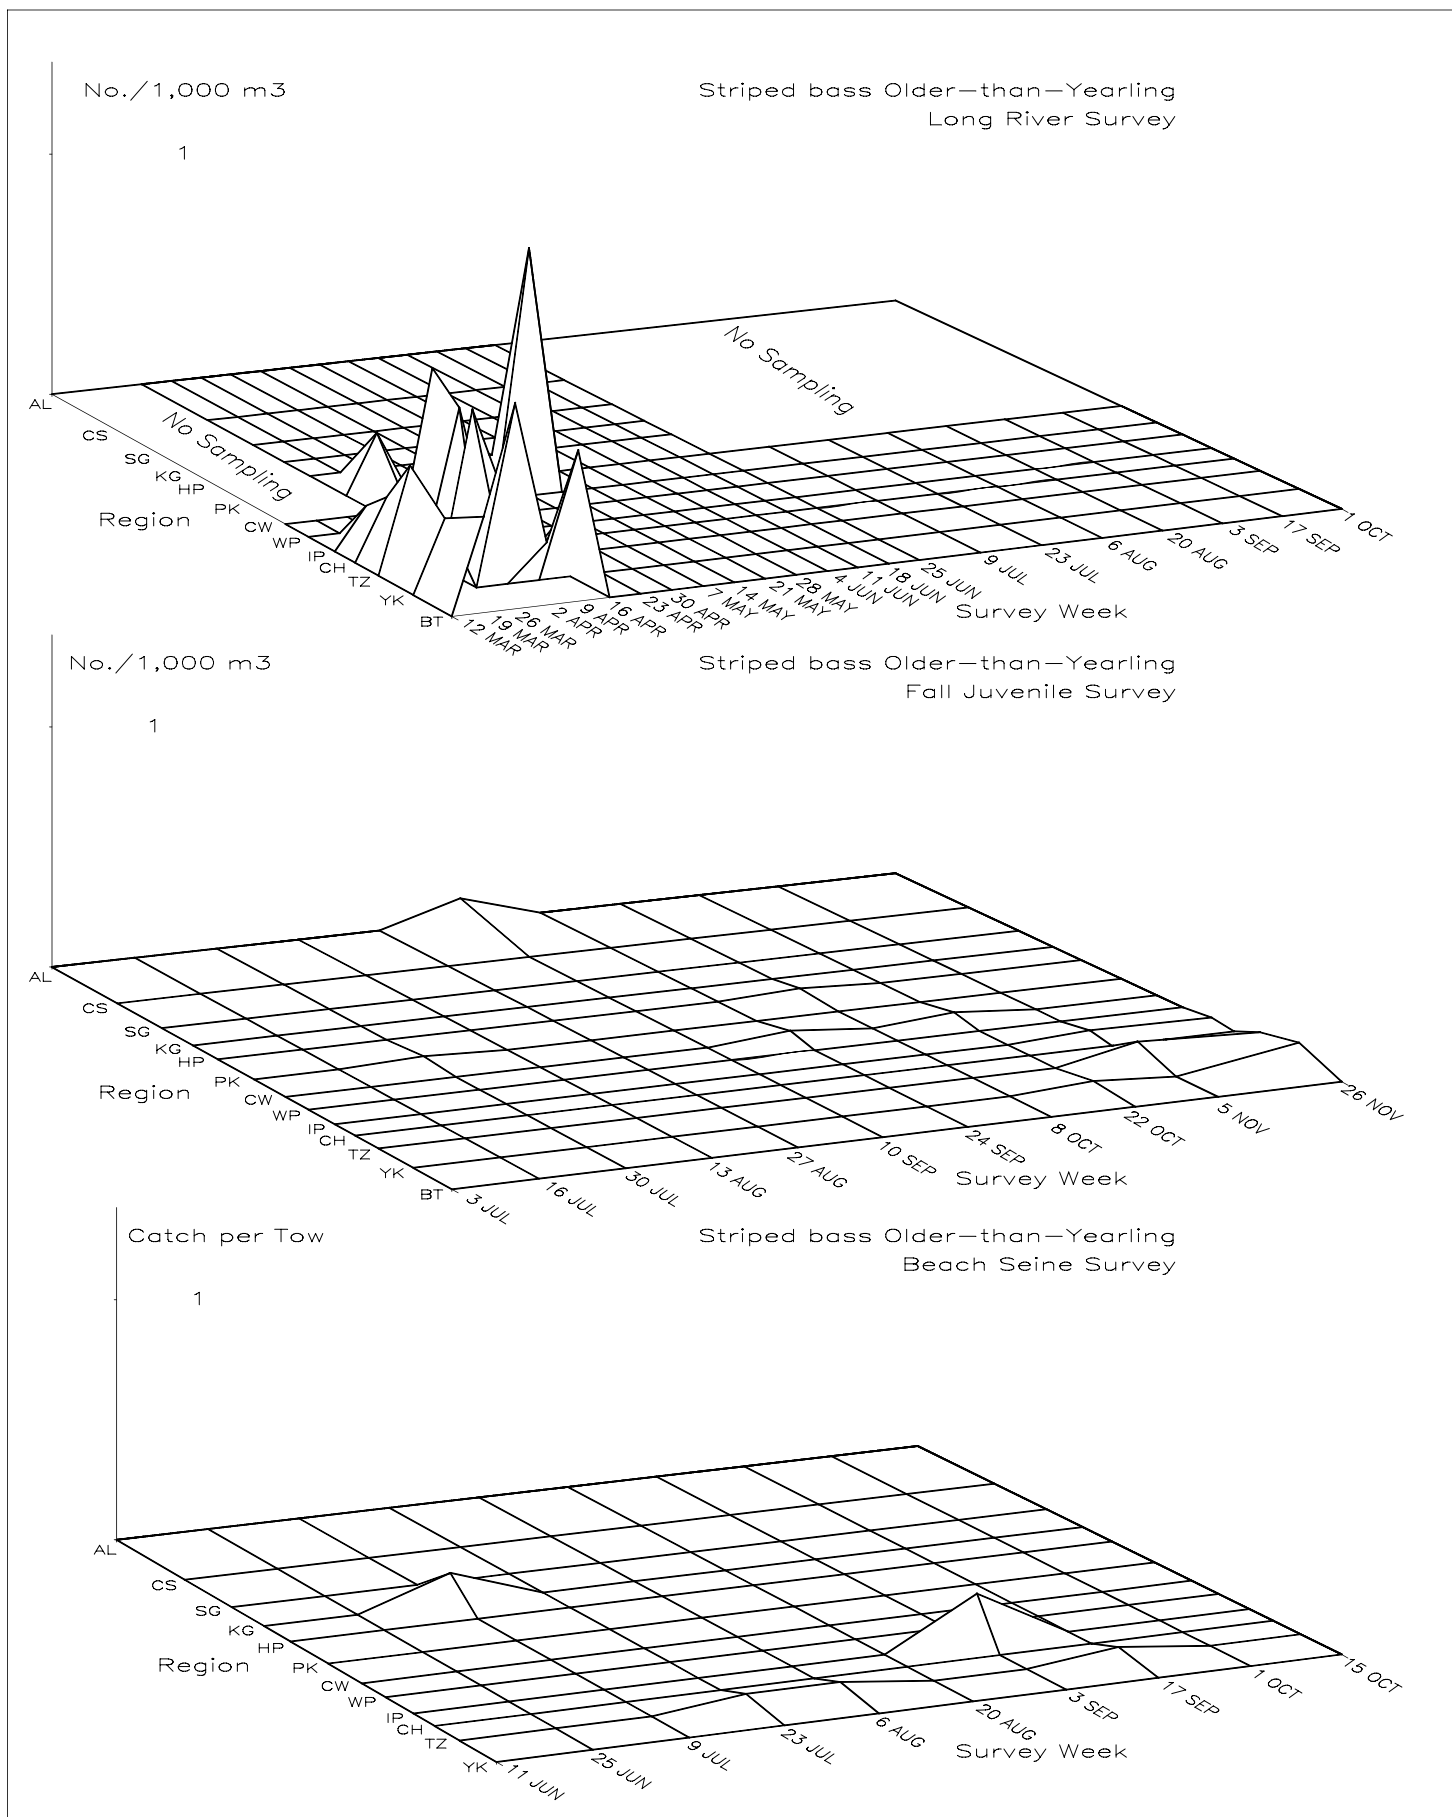 No./1,000 m3
Striped bass Older—than—Yearling
Long River Survey
1
No Sampling
No Sampling
AL
CS
SG
KG
HP
PK
CW
WP
IP
CH
TZ
YK
BT
Region
12 MAR
19 MAR
26 MAR
2 APR
9 APR
16 APR
23 APR
30 APR
7 MAY
14 MAY
21 MAY
28 MAY
4 JUN
11 JUN
18 JUN
25 JUN
9 JUL
23 JUL
6 AUG
20 AUG
3 SEP
17 SEP
1 OCT
Survey Week
No./1,000 m3
Striped bass Older—than—Yearling
Fall Juvenile Survey
1
AL
CS
SG
KG
HP
PK
CW
WP
IP
CH
TZ
YK
BT
Region
3 JUL
16 JUL
30 JUL
13 AUG
27 AUG
10 SEP
24 SEP
8 OCT
22 OCT
5 NOV
26 NOV
Survey Week
Catch per Tow
Striped bass Older—than—Yearling
Beach Seine Survey
1
AL
CS
SG
KG
HP
PK
CW
WP
IP
CH
TZ
YK
Region
11 JUN
25 JUN
9 JUL
23 JUL
6 AUG
20 AUG
3 SEP
17 SEP
1 OCT
15 OCT
Survey Week